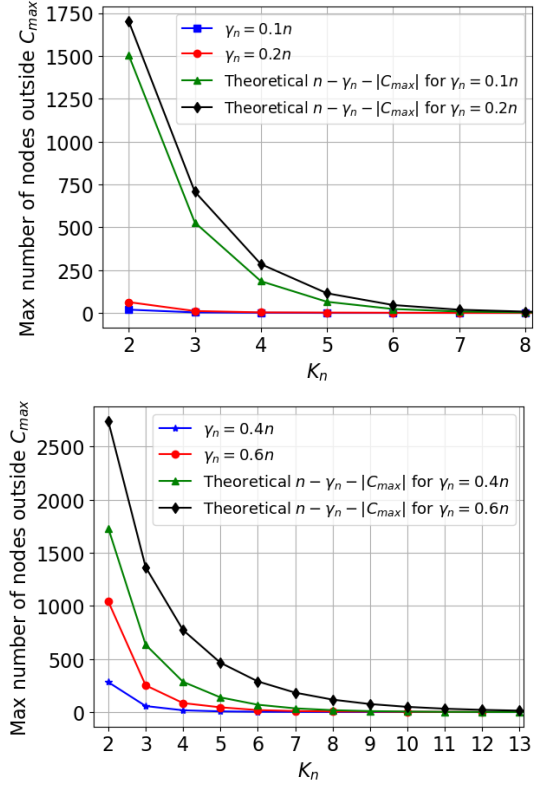 1750
1500
1250
1000
750
500
250
0
Max number of nodes outside C_max
γ_n = 0.1n
γ_n = 0.2n
Theoretical n − γ_n − |C_max| for γ_n = 0.1n
Theoretical n − γ_n − |C_max| for γ_n = 0.2n
2 3 4 5 6 7 8
K_n
2500
2000
1500
1000
500
0
Max number of nodes outside C_max
γ_n = 0.4n
γ_n = 0.6n
Theoretical n − γ_n − |C_max| for γ_n = 0.4n
Theoretical n − γ_n − |C_max| for γ_n = 0.6n
2 3 4 5 6 7 8 9 10 11 12 13
K_n